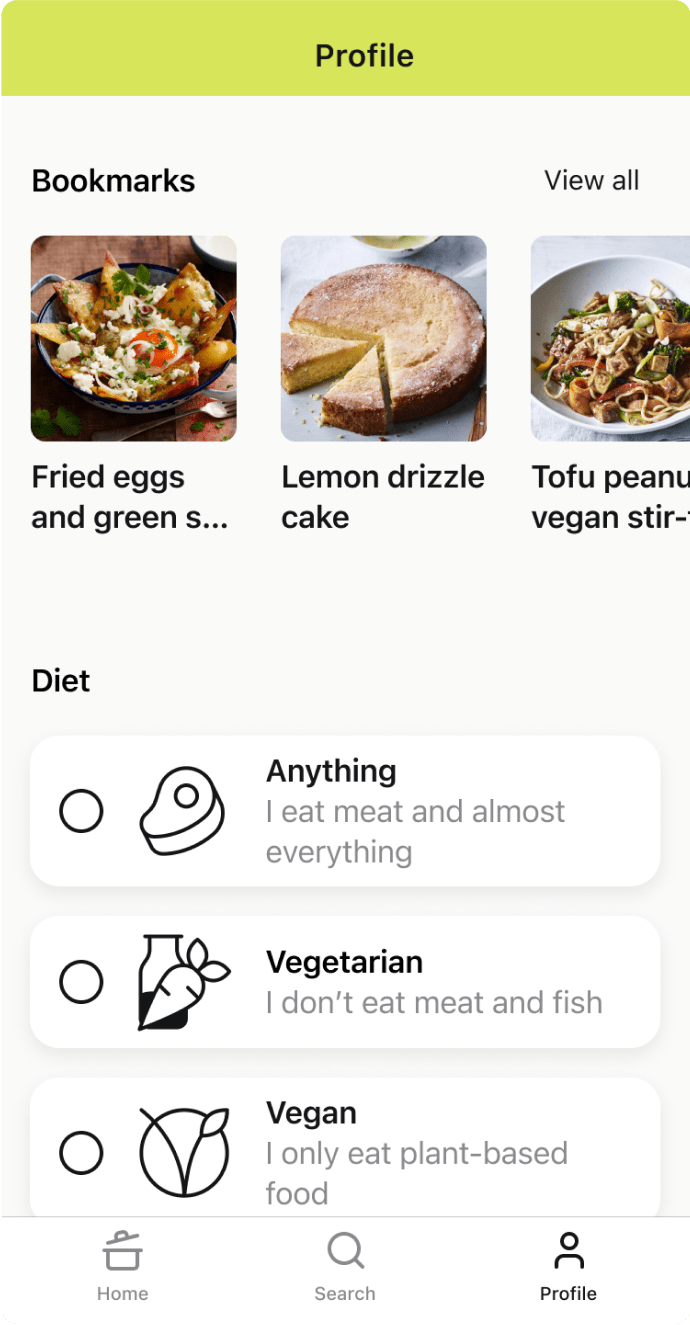 Profile
Bookmarks
View all
Fried eggs
and green s...
Lemon drizzle
cake
Tofu peanu
vegan stir-
Diet
Anything
I eat meat and almost
everything
Vegetarian
I don’t eat meat and fish
Vegan
I only eat plant-based
food
Home
Search
Profile